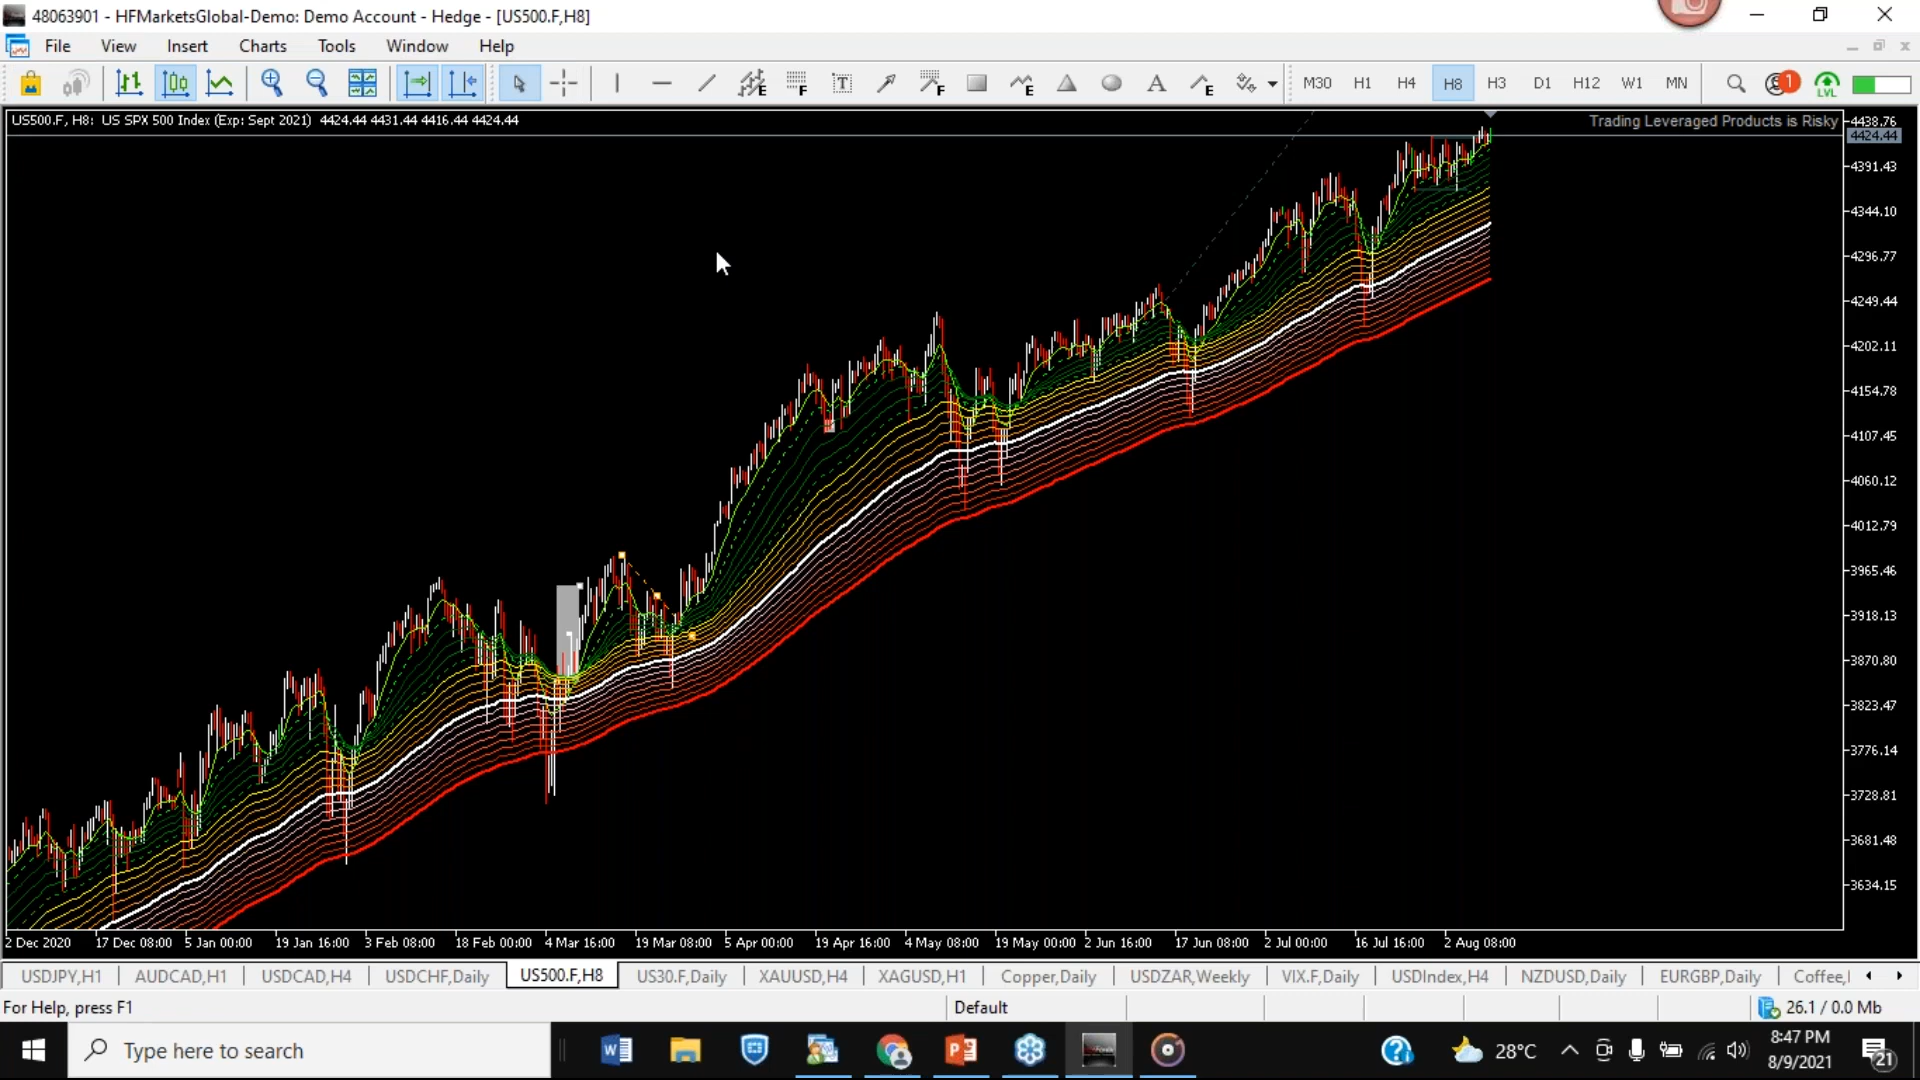 48063901 - HFMarketsGlobal-Demo: Demo Account - Hedge - [US500.F,H8]
File View Insert Charts Tools Window Help
E F T F E A E M30 H1 H4 H8 H3 D1 H12 W1 MN 1 LVL
US500.F, H8: US SPX 500 Index (Exp: Sept 2021) 4424.44 4431.44 4416.44 4424.44
Trading Leveraged Products is Risky
4438.76
4424.44
4391.43
4344.10
4296.77
4249.44
4202.11
4154.78
4107.45
4060.12
4012.79
3965.46
3918.13
3870.80
3823.47
3776.14
3728.81
3681.48
3634.15
2 Dec 2020 17 Dec 08:00 5 Jan 00:00 19 Jan 16:00 3 Feb 08:00 18 Feb 00:00 4 Mar 16:00 19 Mar 08:00 5 Apr 00:00 19 Apr 16:00 4 May 08:00 19 May 00:00 2 Jun 16:00 17 Jun 08:00 2 Jul 00:00 16 Jul 16:00 2 Aug 08:00
USDJPY,H1 AUDCAD,H1 USDCAD,H4 USDCHF,Daily US500.F,H8 US30.F,Daily XAUUSD,H4 XAGUSD,H1 Copper,Daily USDZAR,Weekly VIX.F,Daily USDIndex,H4 NZDUSD,Daily EURGBP,Daily Coffee,
For Help, press F1 Default 26.1 / 0.0 Mb
Type here to search
28°C
8:47 PM
8/9/2021
21